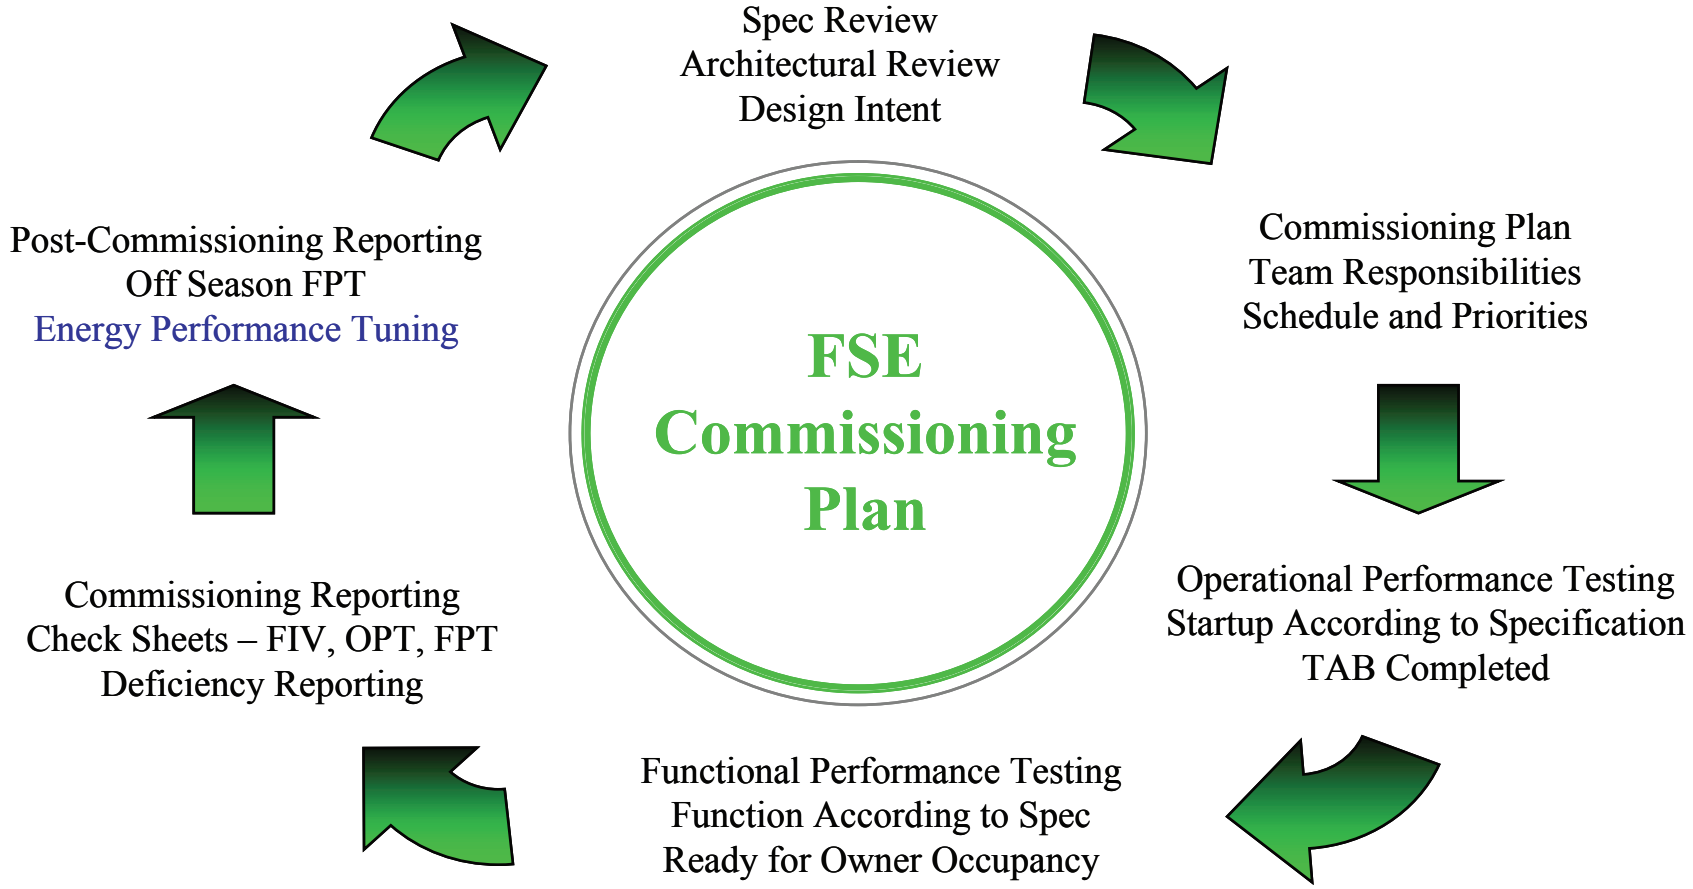 Spec Review
Architectural Review
Design Intent
Commissioning Plan
Team Responsibilities
Schedule and Priorities
Operational Performance Testing
Startup According to Specification
TAB Completed
Functional Performance Testing
Function According to Spec
Ready for Owner Occupancy
Commissioning Reporting
Check Sheets – FIV, OPT, FPT
Deficiency Reporting
Post-Commissioning Reporting
Off Season FPT
Energy Performance Tuning
FSE
Commissioning
Plan